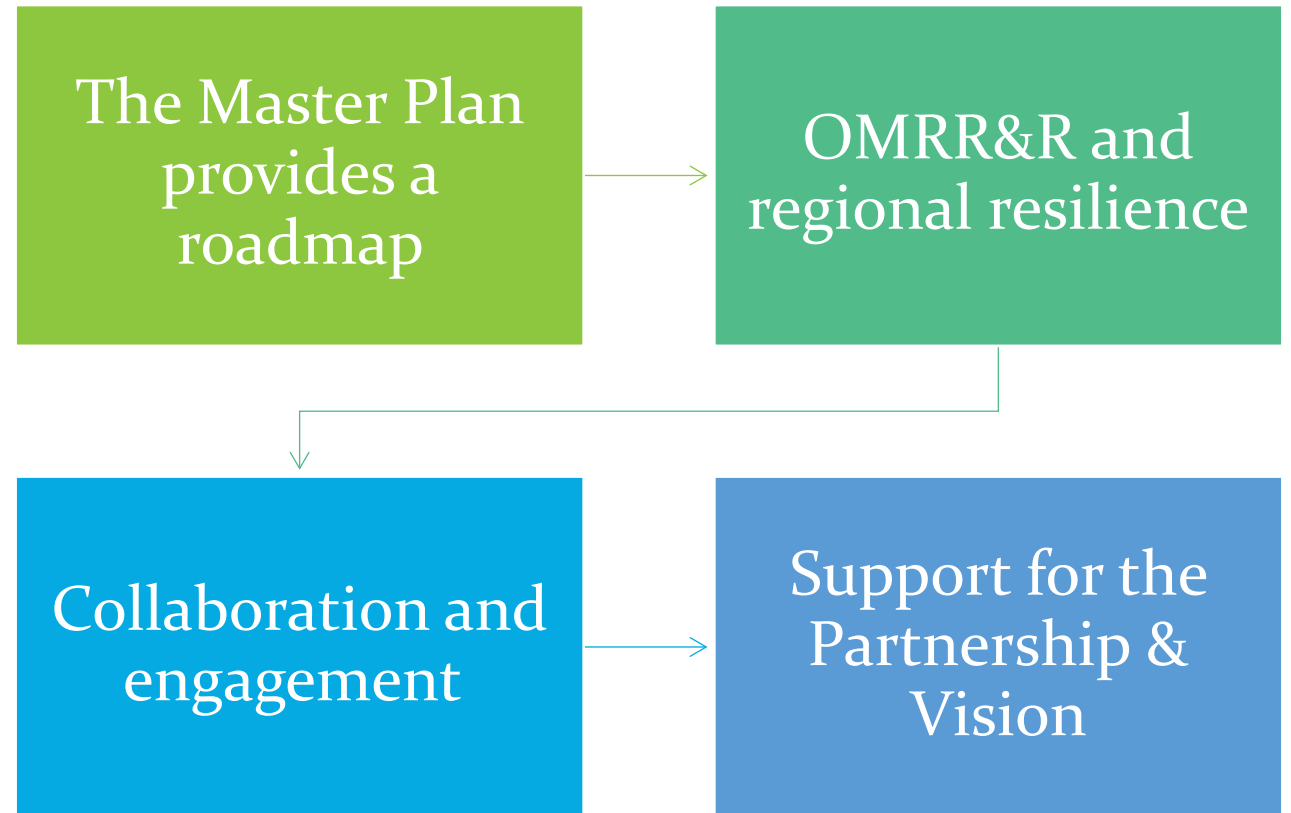 The Master Plan
provides a
roadmap
OMRR&R and
regional resilience
Collaboration and
engagement
Support for the
Partnership &
Vision